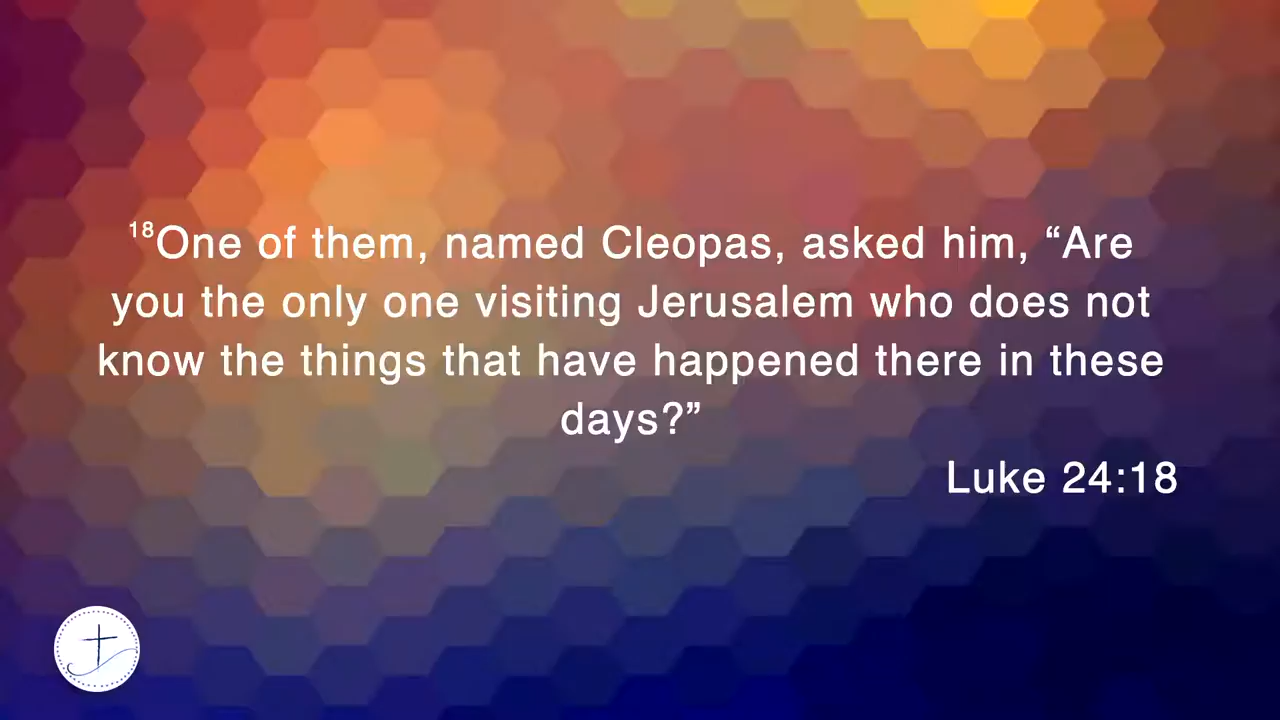 ¹⁸One of them, named Cleopas, asked him, “Are
you the only one visiting Jerusalem who does not
know the things that have happened there in these
days?”
Luke 24:18